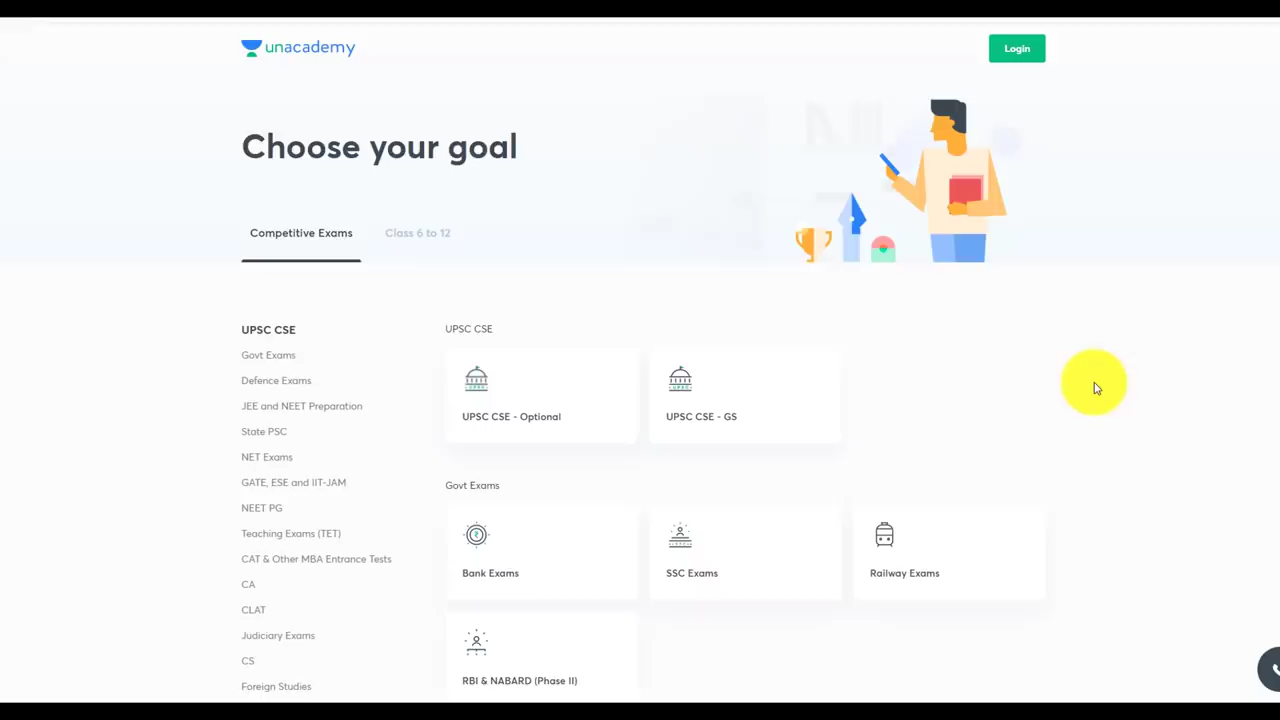 unacademy
Login
Choose your goal
Competitive Exams
Class 6 to 12
UPSC CSE
Govt Exams
Defence Exams
JEE and NEET Preparation
State PSC
NET Exams
GATE, ESE and IIT-JAM
NEET PG
Teaching Exams (TET)
CAT & Other MBA Entrance Tests
CA
CLAT
Judiciary Exams
CS
Foreign Studies
UPSC CSE
UPSC CSE - Optional
UPSC CSE - GS
Govt Exams
Bank Exams
SSC Exams
Railway Exams
RBI & NABARD (Phase II)